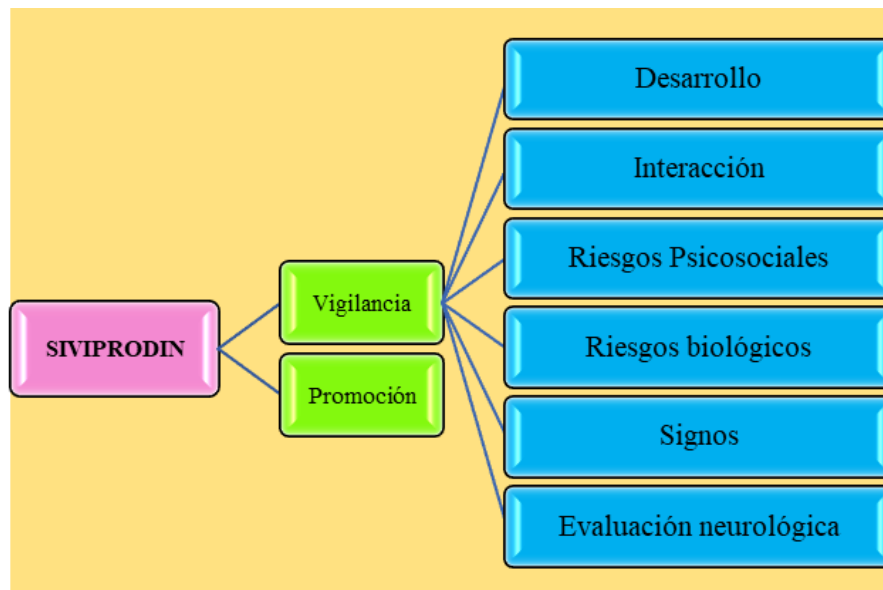 SIVIPRODIN
Vigilancia
Promoción
Desarrollo
Interacción
Riesgos Psicosociales
Riesgos biológicos
Signos
Evaluación neurológica